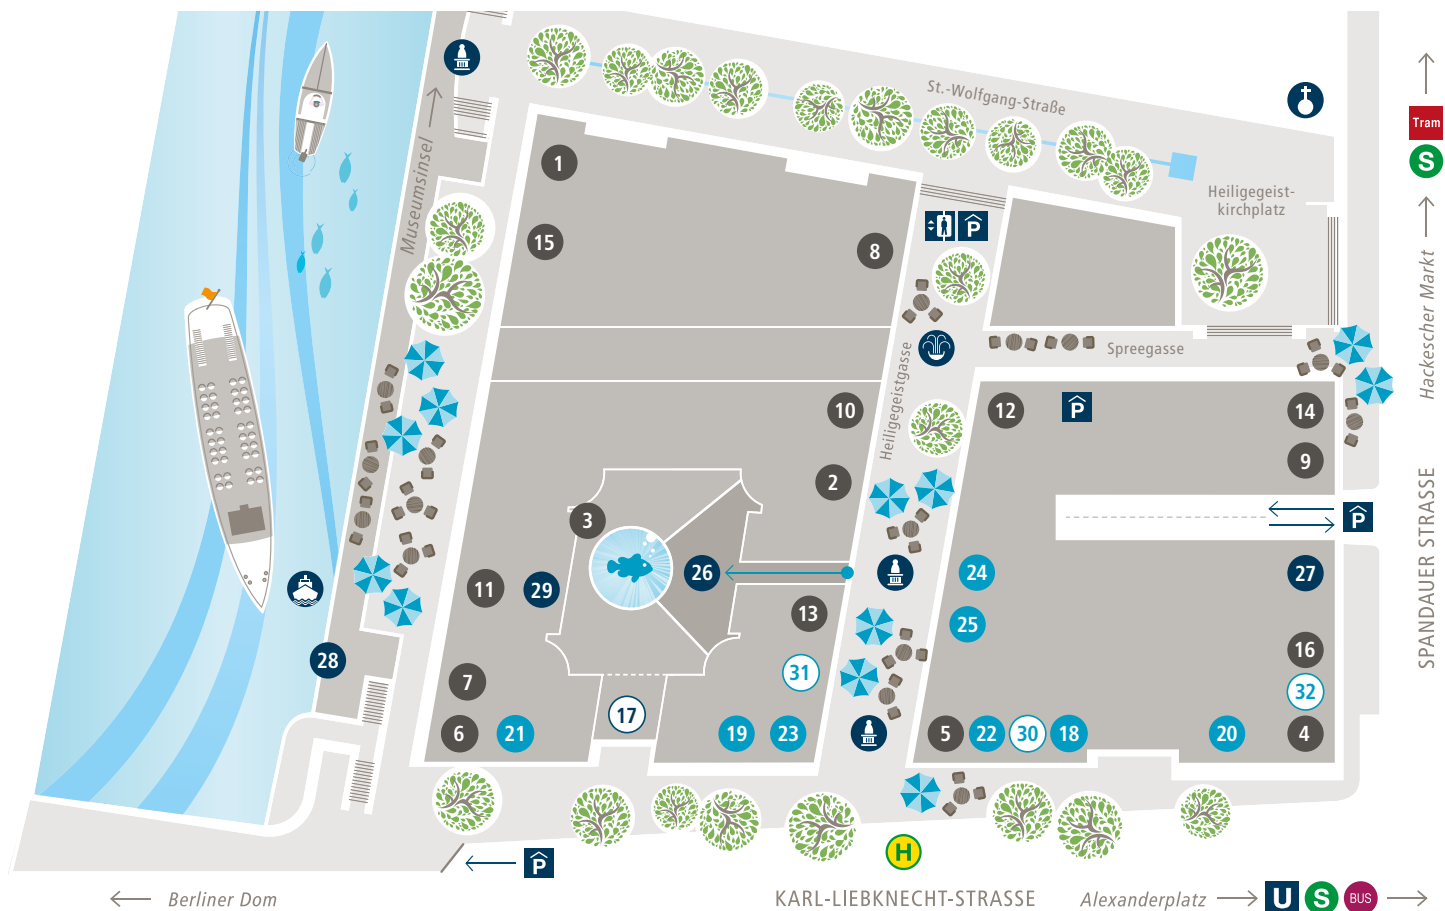 St.-Wolfgang-Straße
Tram
S
Museumsinsel
1
Heiligegeist-
kirchplatz
15
8
P
Hackescher Markt
Heiligegeistgasse
Spreegasse
10
12
P
14
9
2
3
P
SPANDAUER STRASSE
26
24
27
11
29
13
25
16
28
31
7
32
17
6
21
19
23
5
22
30
18
20
4
H
P
Berliner Dom
KARL-LIEBKNECHT-STRASSE
Alexanderplatz
U
S
BUS